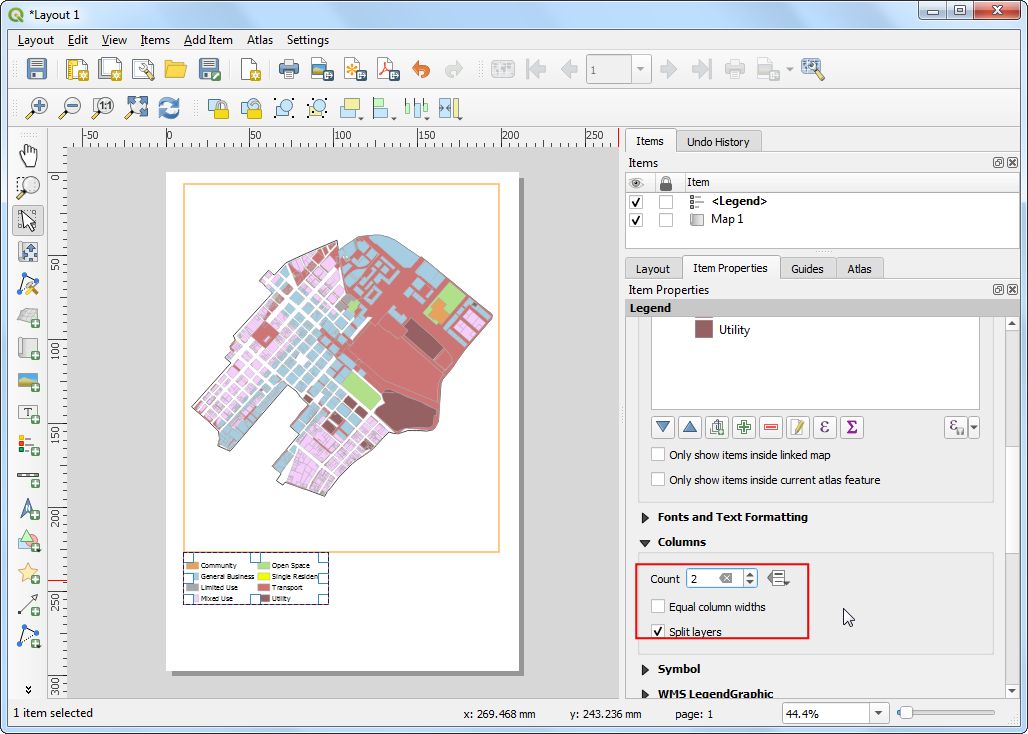 *Layout 1
Layout Edit View Items Add Item Atlas Settings
1
1:1
-50 0 50 100 150 200 250
0
50
100
150
200
250
300
Items Undo History
Items
Item
<Legend>
Map 1
Layout Item Properties Guides Atlas
Item Properties
Legend
Utility
ε Σ ε
Only show items inside linked map
Only show items inside current atlas feature
Fonts and Text Formatting
Columns
Count 2
Equal column widths
Split layers
Symbol
WMS LegendGraphic
Community Open Space
General Business Single Residen
Limited Use Transport
Mixed Use Utility
T
1 item selected
x: 269.468 mm y: 243.236 mm page: 1 44.4%